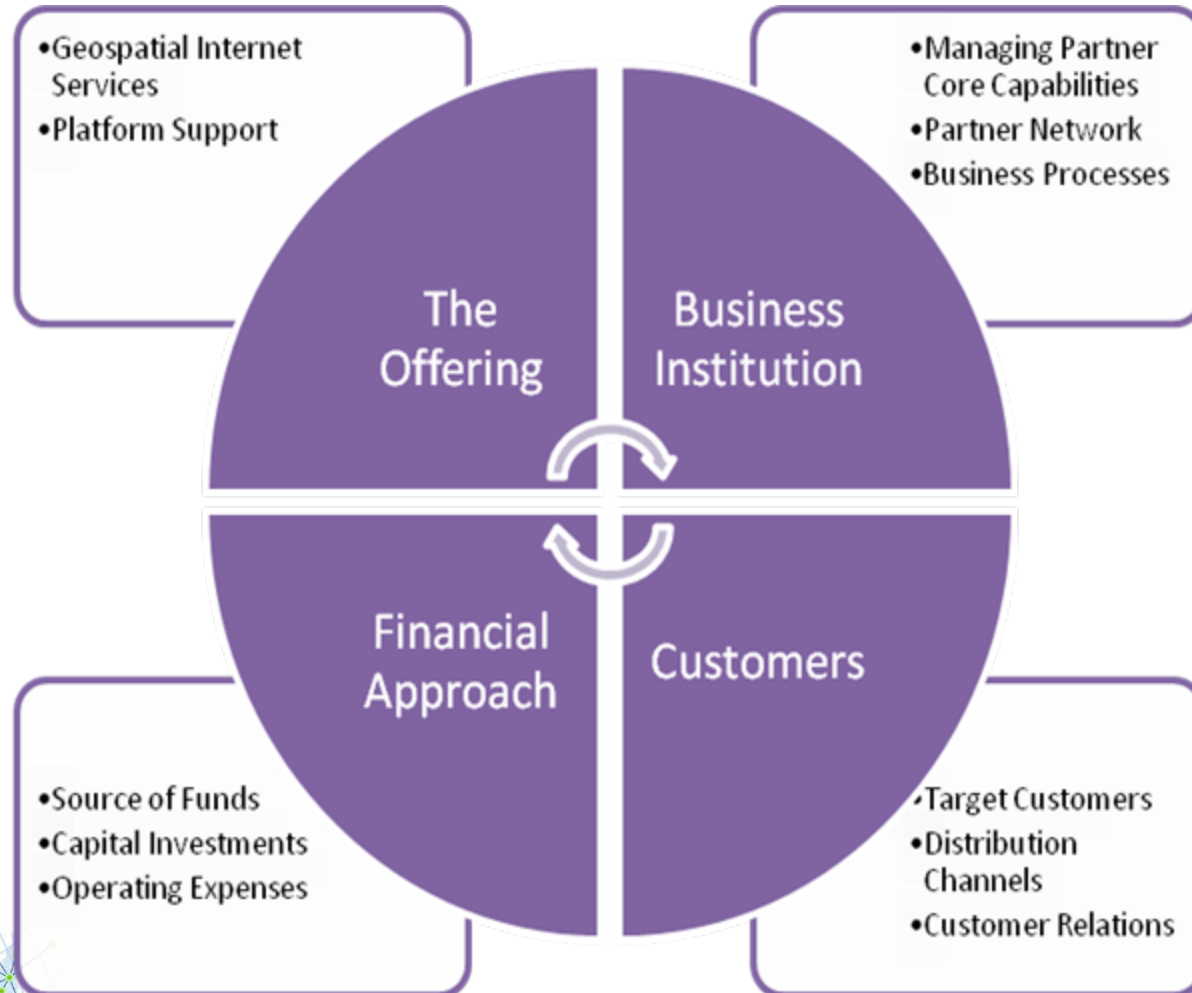 •Geospatial Internet
Services
•Platform Support
•Managing Partner
Core Capabilities
•Partner Network
•Business Processes
The
Offering
Business
Institution
Financial
Approach
Customers
•Source of Funds
•Capital Investments
•Operating Expenses
•Target Customers
•Distribution
Channels
•Customer Relations